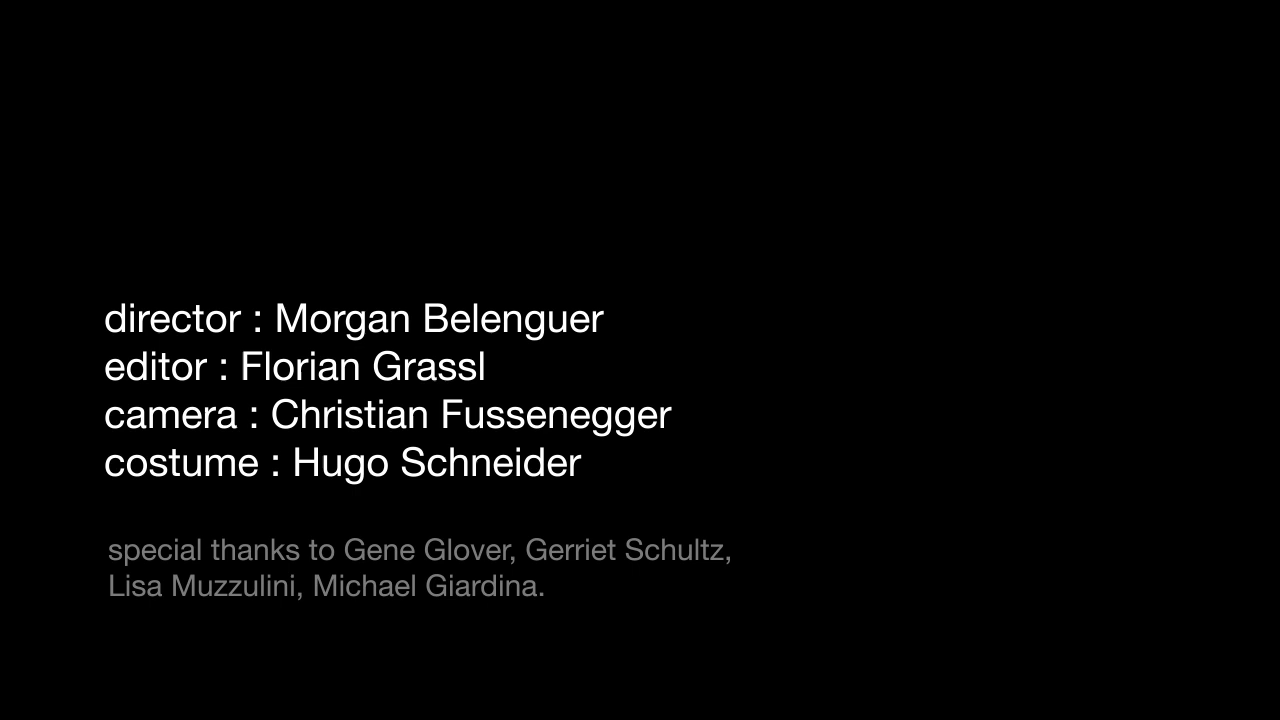 director : Morgan Belenguer
editor : Florian Grassl
camera : Christian Fussenegger
costume : Hugo Schneider
special thanks to Gene Glover, Gerriet Schultz,
Lisa Muzzulini, Michael Giardina.